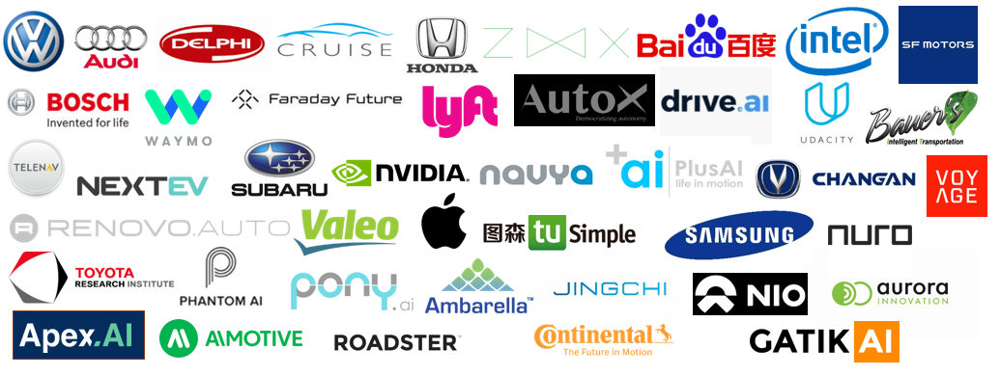 Audi
DELPHI
CRUISE
HONDA
ZOOX
Bai du 百度
intel
SF MOTORS
BOSCH
Invented for life
WAYMO
Faraday Future
lyft
AutoX
Democratizing autonomy
drive.ai
UDACITY
Bauer's
Intelligent Transportation
TELENAV
NEXTEV
SUBARU
NVIDIA.
navya
+ai
PlusAI
life in motion
CHANGAN
VOY
AGE
R RENOVO.AUTO
Valeo
图森 tu Simple
SAMSUNG
nuro
TOYOTA
RESEARCH INSTITUTE
PHANTOM AI
pony.ai
Ambarella™
JINGCHI
NIO
aurora
INNOVATION
Apex.AI
AIMOTIVE
ROADSTER™
Continental
The Future in Motion
GATIK AI